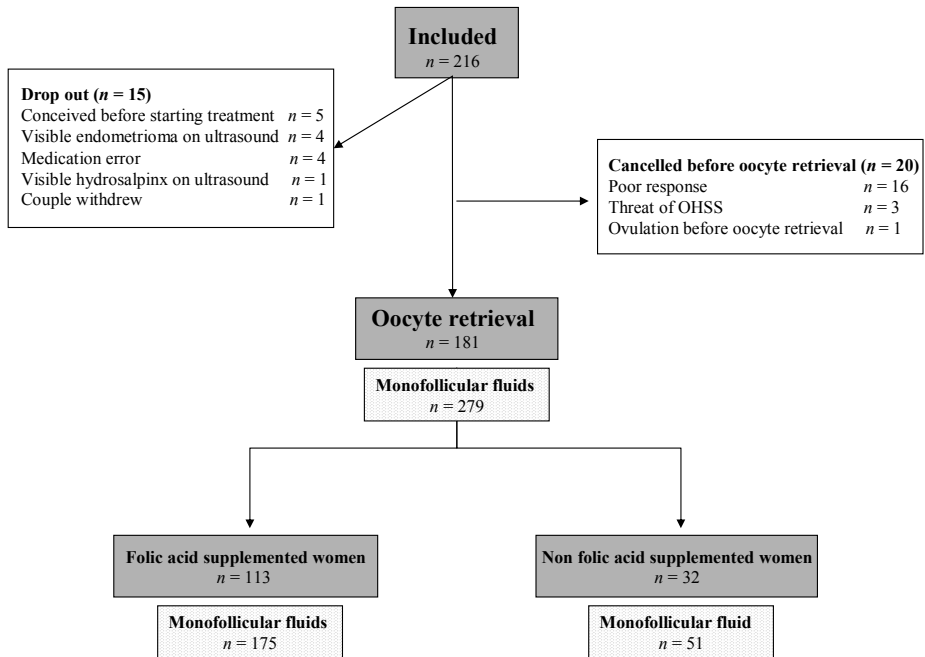 Included
n = 216
Drop out (n = 15)
Conceived before starting treatment n = 5
Visible endometrioma on ultrasound n = 4
Medication error n = 4
Visible hydrosalpinx on ultrasound n = 1
Couple withdrew n = 1
Cancelled before oocyte retrieval (n = 20)
Poor response n = 16
Threat of OHSS n = 3
Ovulation before oocyte retrieval n = 1
Oocyte retrieval
n = 181
Monofollicular fluids
n = 279
Folic acid supplemented women
n = 113
Monofollicular fluids
n = 175
Non folic acid supplemented women
n = 32
Monofollicular fluid
n = 51